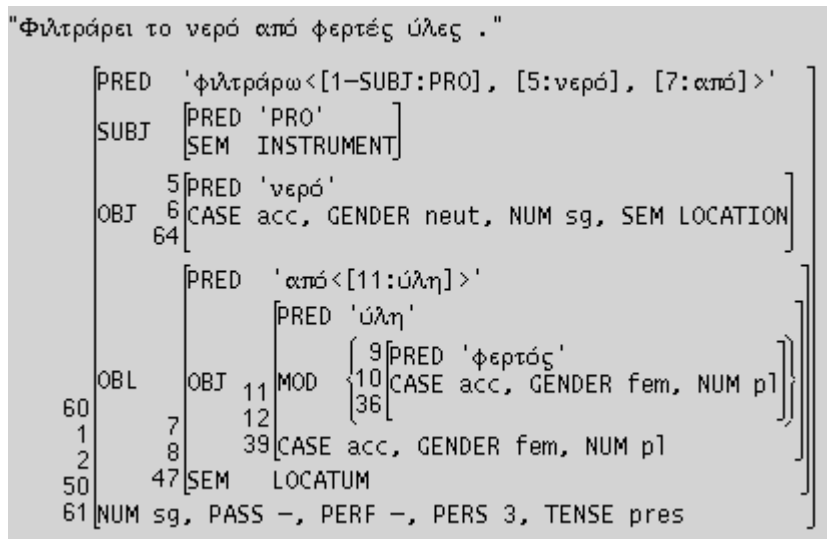 "Φιλτράρει το νερό από φερτές ύλες ."
PRED 'φιλτράρω<[1-SUBJ:PRO], [5:νερό], [7:από]>'
SUBJ
PRED 'PRO'
SEM INSTRUMENT
OBJ
5 PRED 'νερό'
6 CASE acc, GENDER neut, NUM sg, SEM LOCATION
64
OBL
PRED 'από<[11:ύλη]>'
OBJ
PRED 'ύλη'
MOD
9 PRED 'φερτός'
10 CASE acc, GENDER fem, NUM pl
36
11
12
39 CASE acc, GENDER fem, NUM pl
7
8
47 SEM LOCATUM
60
1
2
50
61 NUM sg, PASS −, PERF −, PERS 3, TENSE pres